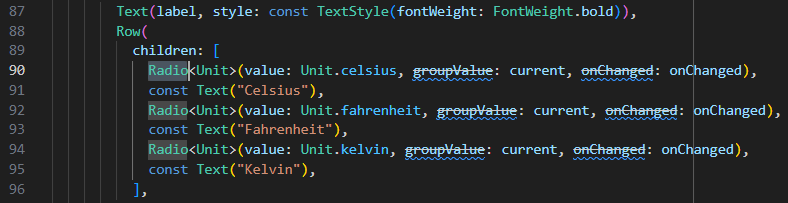 87 Text(label, style: const TextStyle(fontWeight: FontWeight.bold)),
88 Row(
89 children: [
90 Radio<Unit>(value: Unit.celsius, groupValue: current, onChanged: onChanged),
91 const Text("Celsius"),
92 Radio<Unit>(value: Unit.fahrenheit, groupValue: current, onChanged: onChanged),
93 const Text("Fahrenheit"),
94 Radio<Unit>(value: Unit.kelvin, groupValue: current, onChanged: onChanged),
95 const Text("Kelvin"),
96 ],